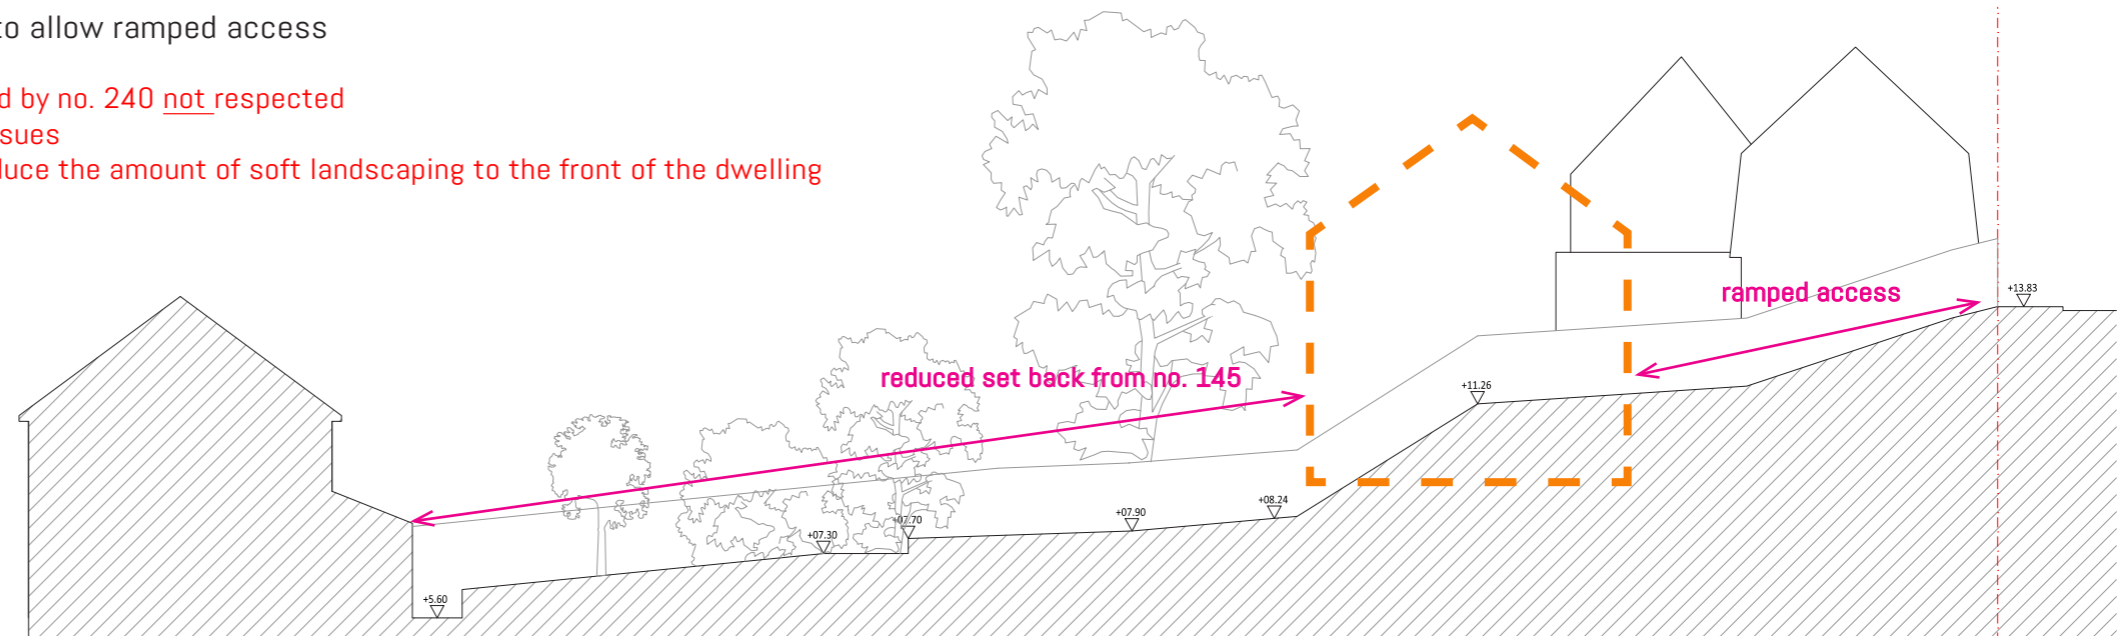 to allow ramped access
d by no. 240 not respected
sues
luce the amount of soft landscaping to the front of the dwelling
ramped access
+13.83
reduced set back from no. 145
+11.26
+08.24
+07.90
+07.70
+07.30
+5.60